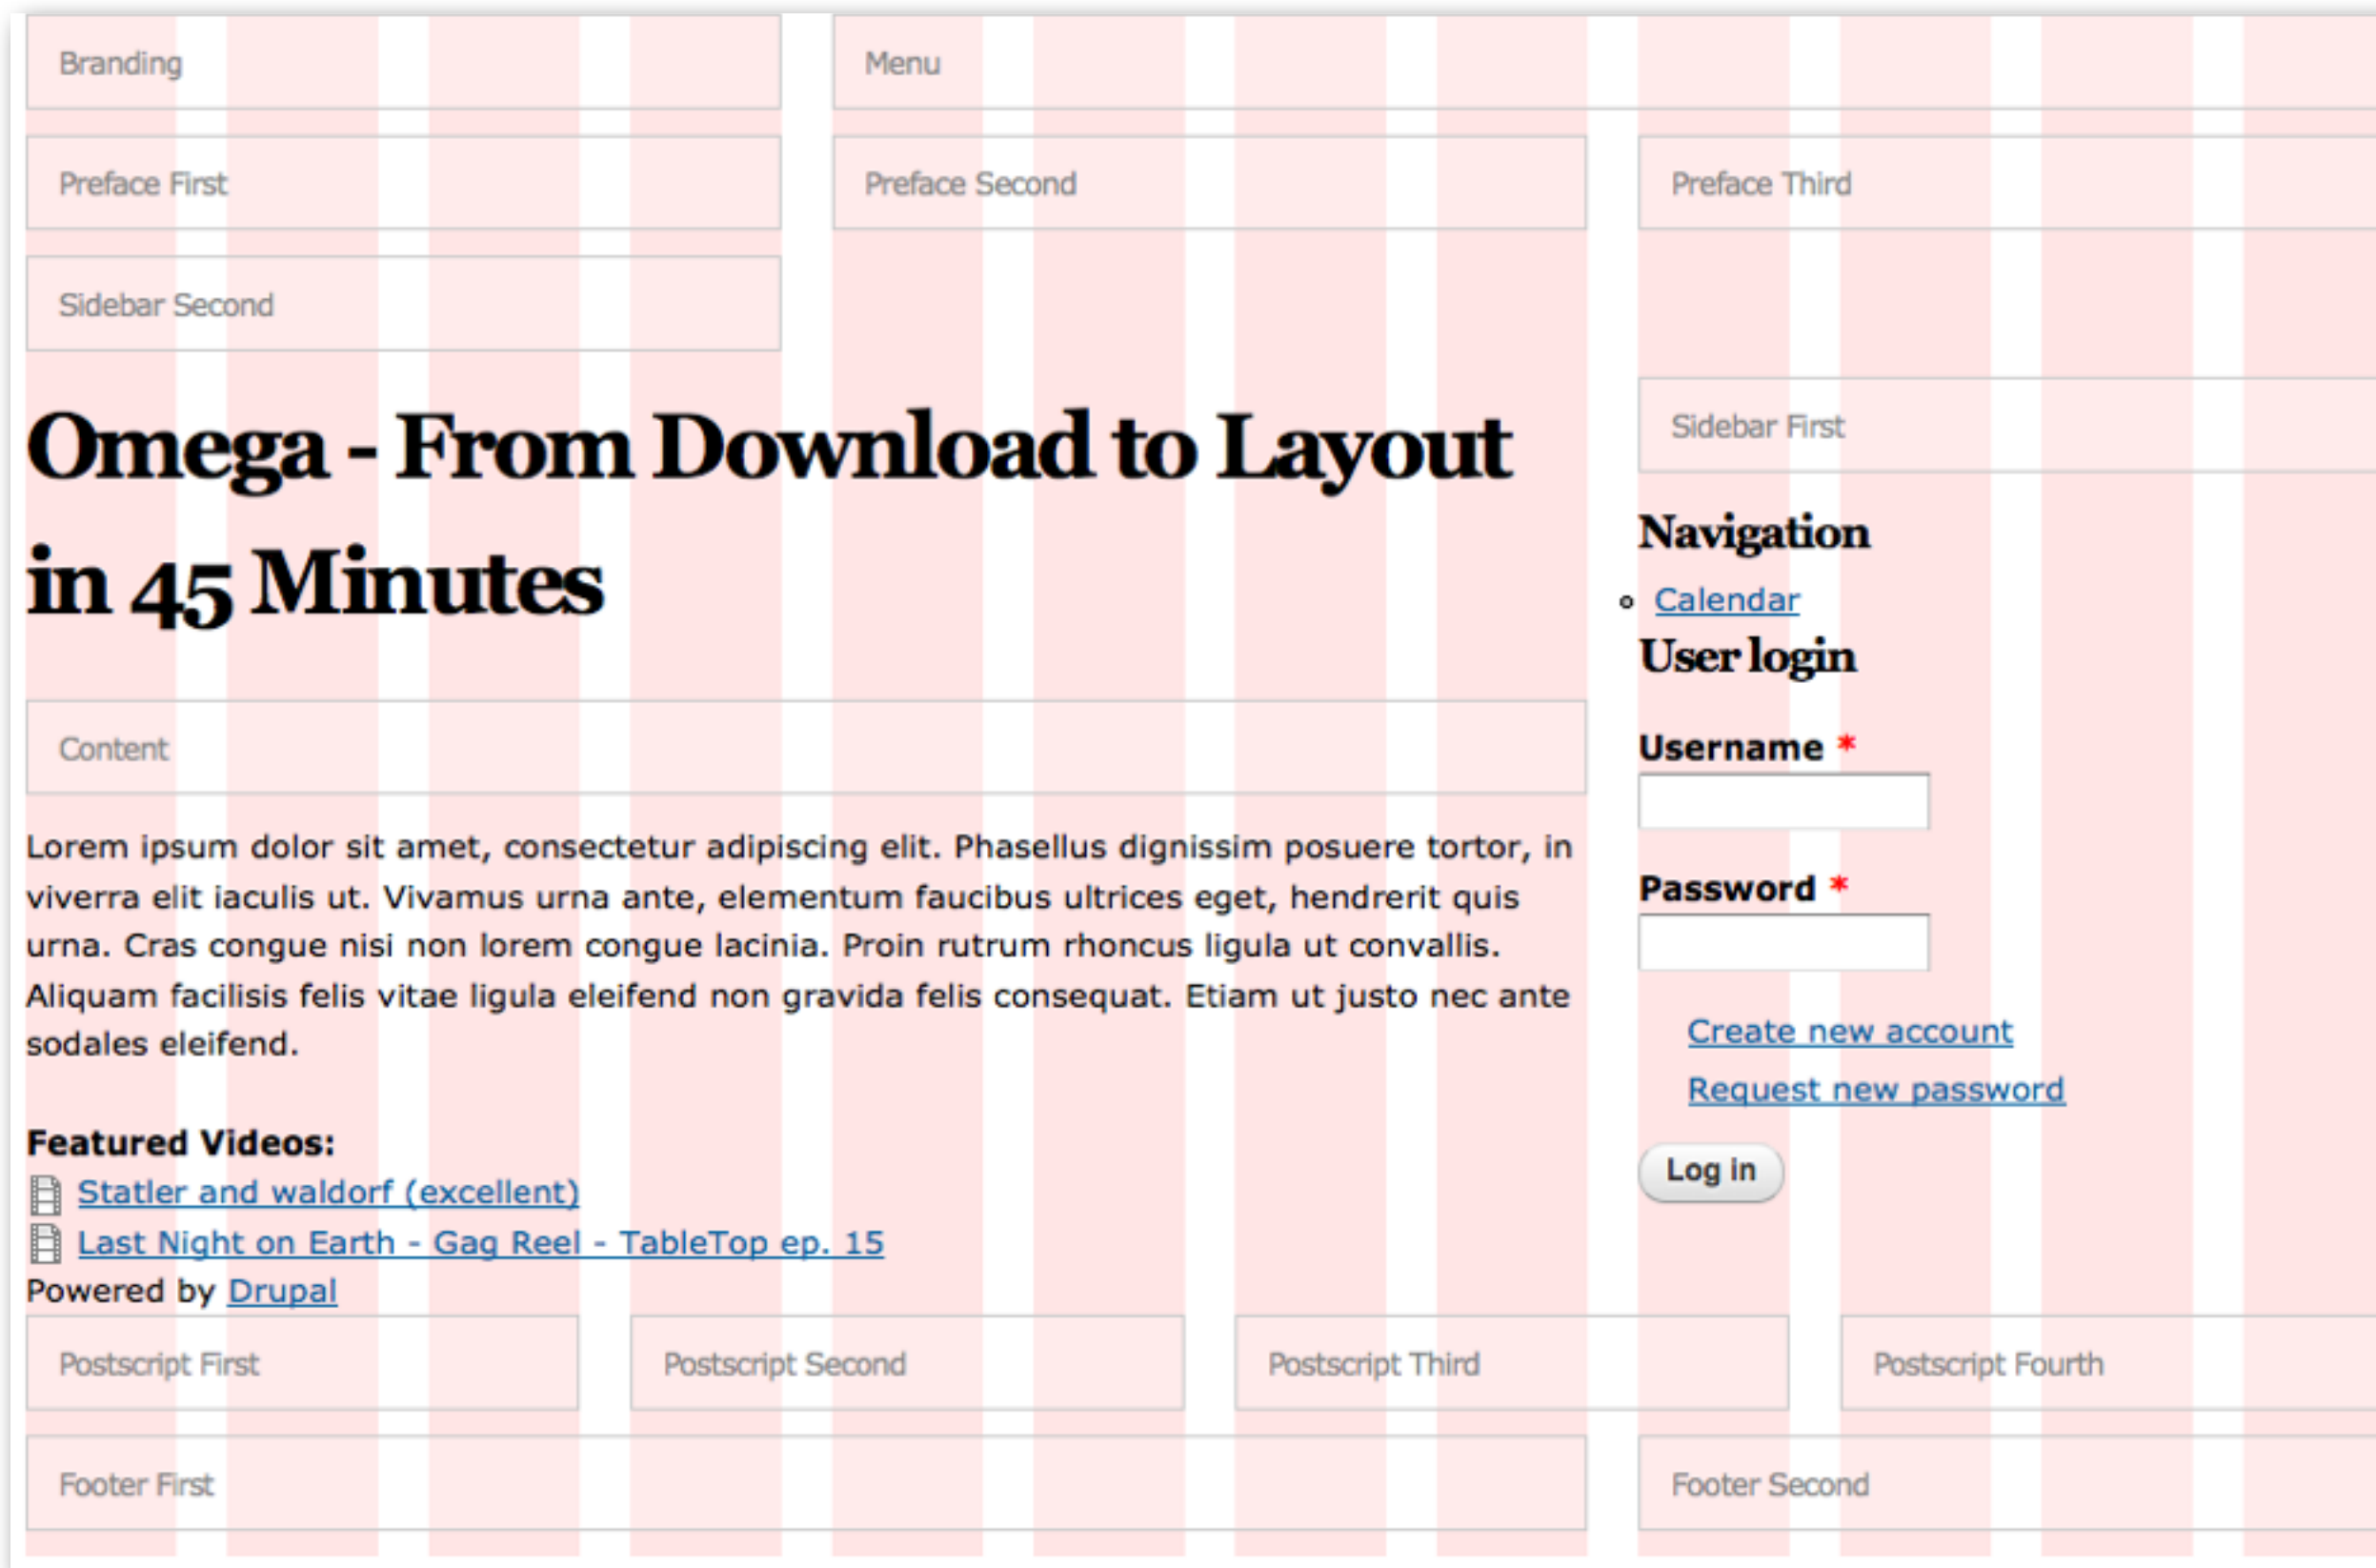 Branding
Menu
Preface First
Preface Second
Preface Third
Sidebar Second
Omega - From Download to Layout
in 45 Minutes
Content
Lorem ipsum dolor sit amet, consectetur adipiscing elit. Phasellus dignissim posuere tortor, in
viverra elit iaculis ut. Vivamus urna ante, elementum faucibus ultrices eget, hendrerit quis
urna. Cras congue nisi non lorem congue lacinia. Proin rutrum rhoncus ligula ut convallis.
Aliquam facilisis felis vitae ligula eleifend non gravida felis consequat. Etiam ut justo nec ante
sodales eleifend.
Featured Videos:
Statler and waldorf (excellent)
Last Night on Earth - Gag Reel - TableTop ep. 15
Powered by Drupal
Sidebar First
Navigation
Calendar
User login
Username *
Password *
Create new account
Request new password
Log in
Postscript First
Postscript Second
Postscript Third
Postscript Fourth
Footer First
Footer Second